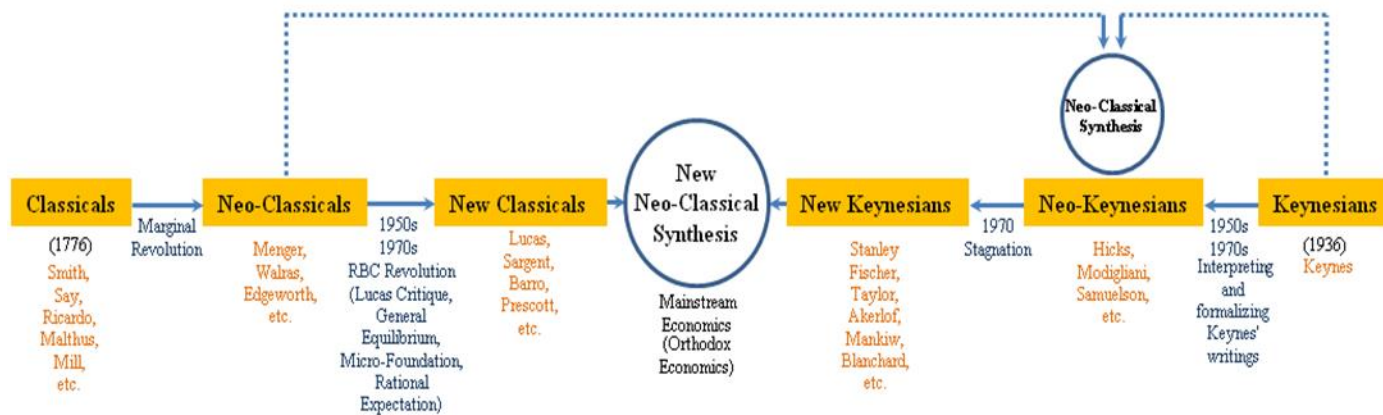 Neo-Classical
Synthesis
Classicals
Neo-Classicals
New Classicals
New
Neo-Classical
Synthesis
New Keynesians
Neo-Keynesians
Keynesians
(1776)
Smith,
Say,
Ricardo,
Malthus,
Mill,
etc.
Marginal
Revolution
Menger,
Walras,
Edgeworth,
etc.
1950s
1970s
RBC Revolution
(Lucas Critique,
General
Equilibrium,
Micro-Foundation,
Rational
Expectation)
Lucas,
Sargent,
Barro,
Prescott,
etc.
Mainstream
Economics
(Orthodox
Economics)
Stanley
Fischer,
Taylor,
Akerlof,
Mankiw,
Blanchard,
etc.
1970
Stagnation
Hicks,
Modigliani,
Samuelson,
etc.
1950s
1970s
Interpreting
and
formalizing
Keynes'
writings
(1936)
Keynes